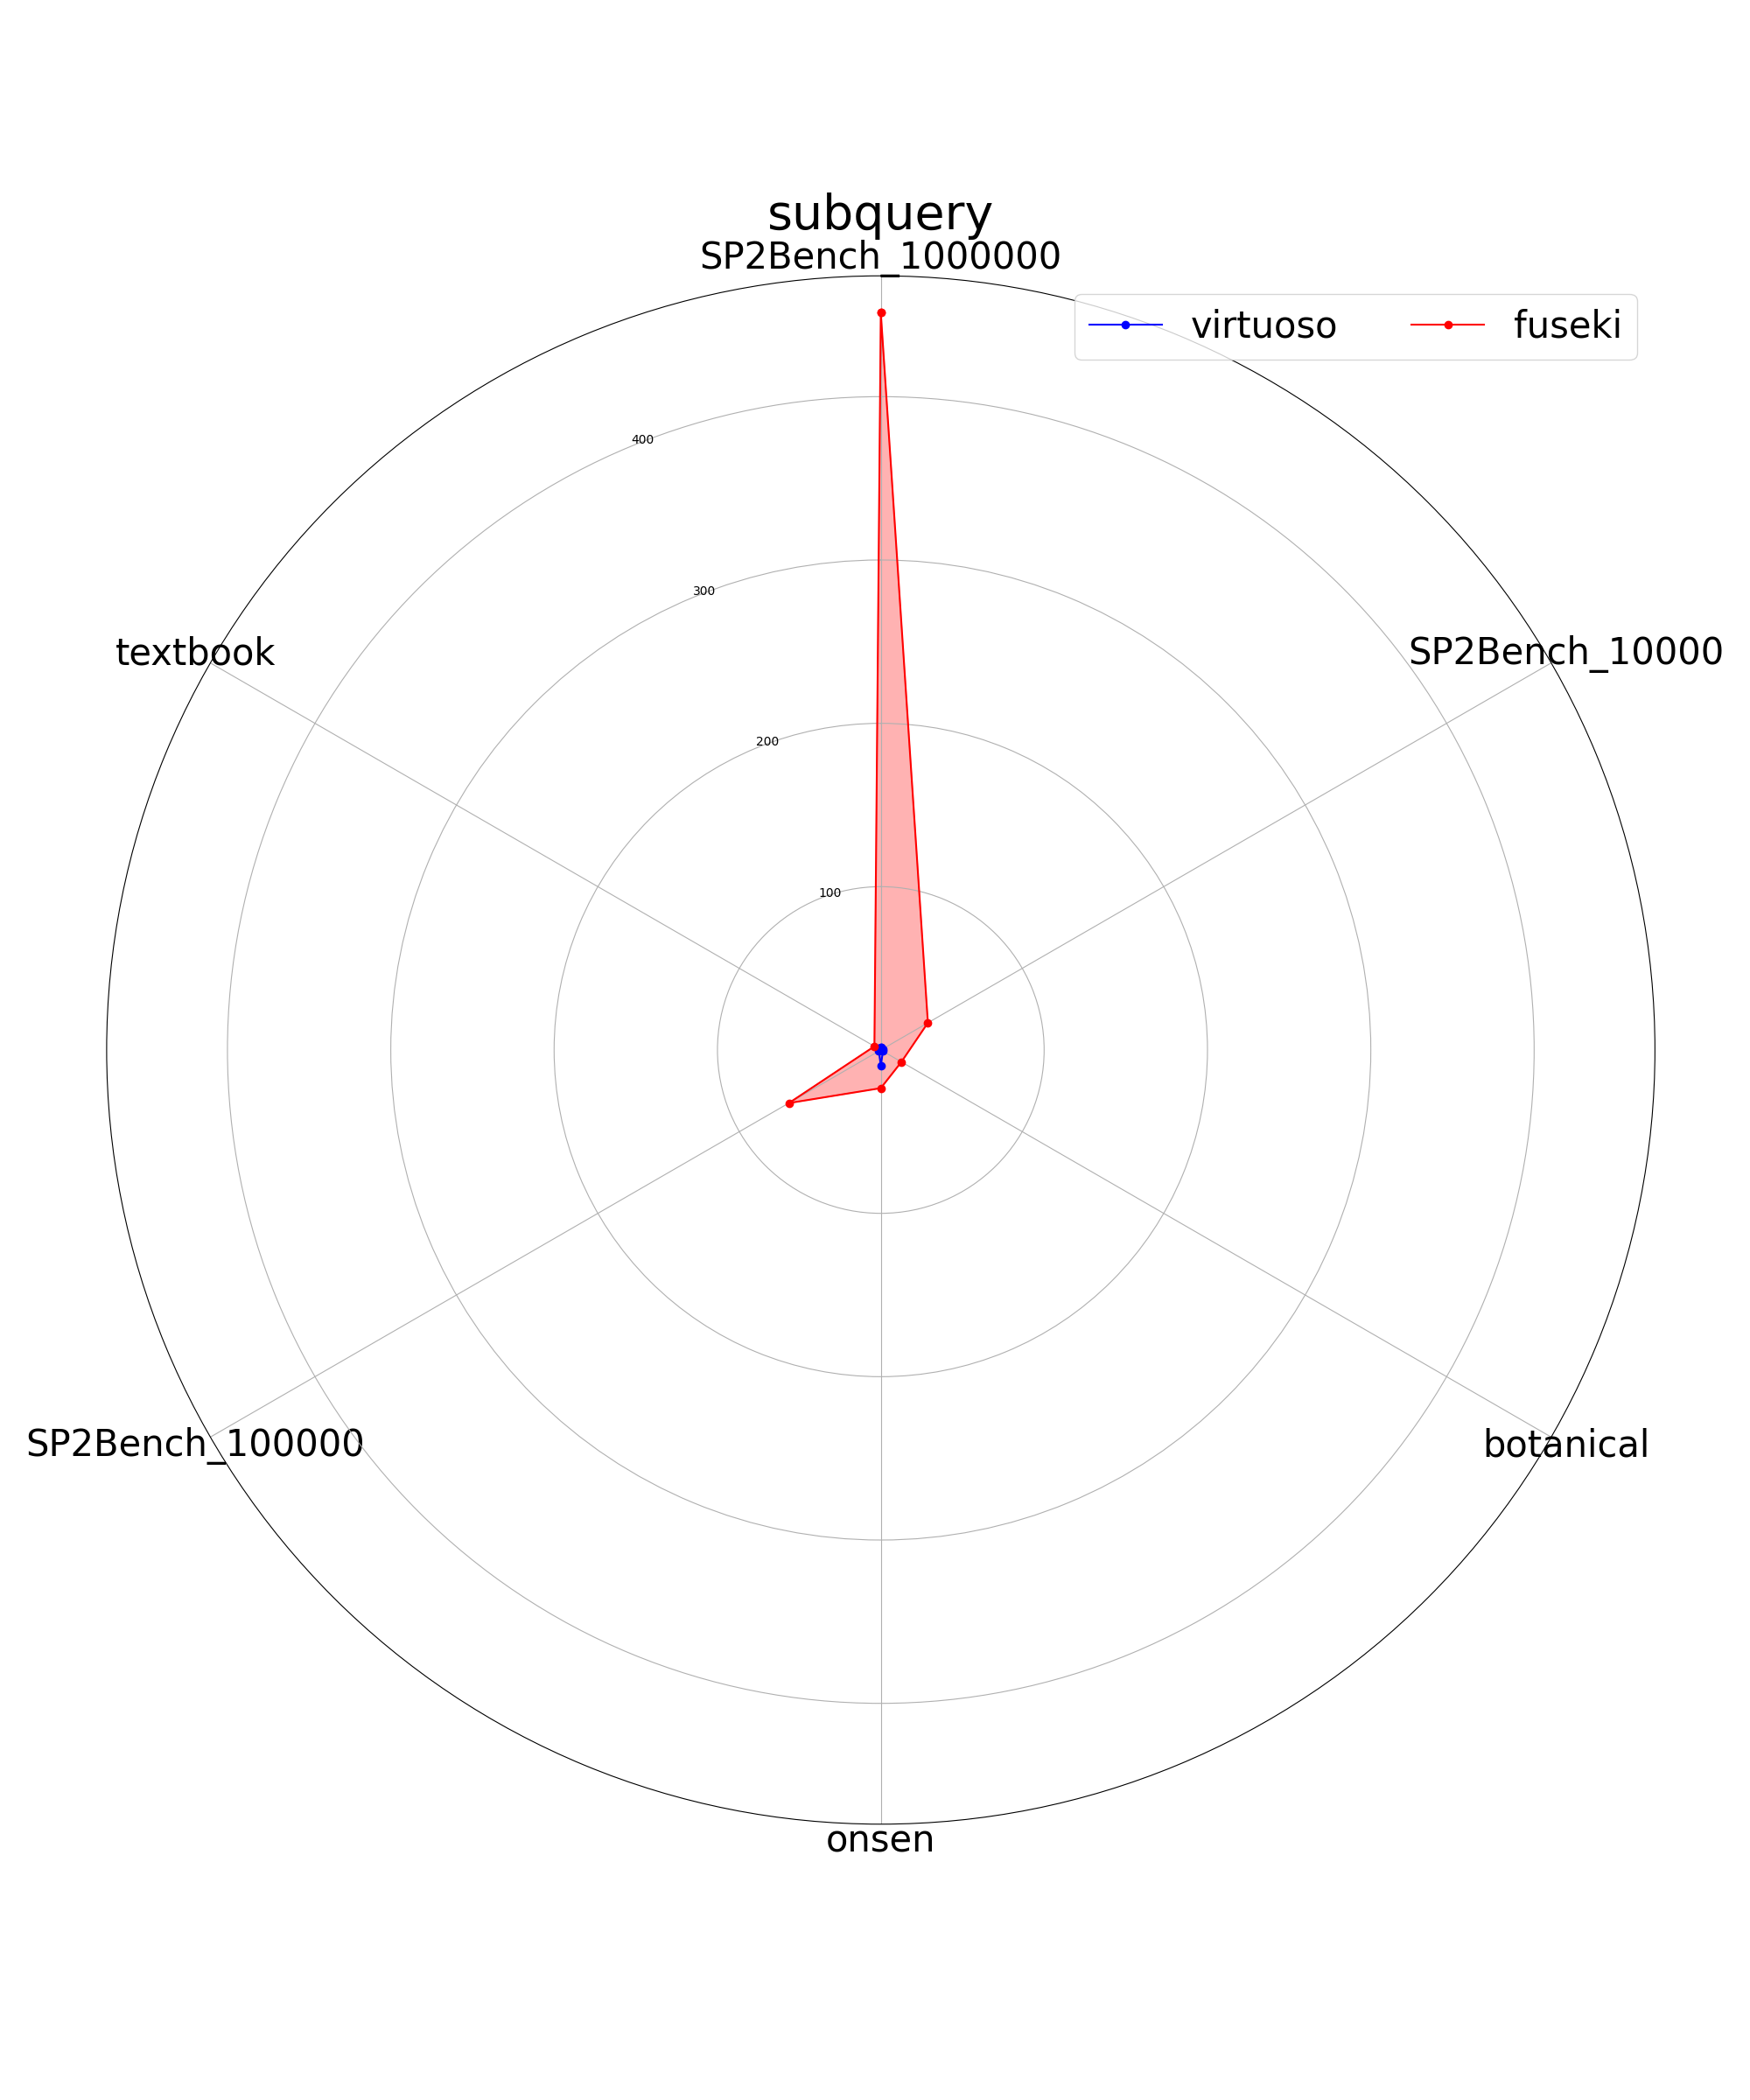 subquery
SP2Bench_1000000
virtuoso fuseki
400
300
textbook
SP2Bench_10000
200
100
SP2Bench_100000
botanical
onsen